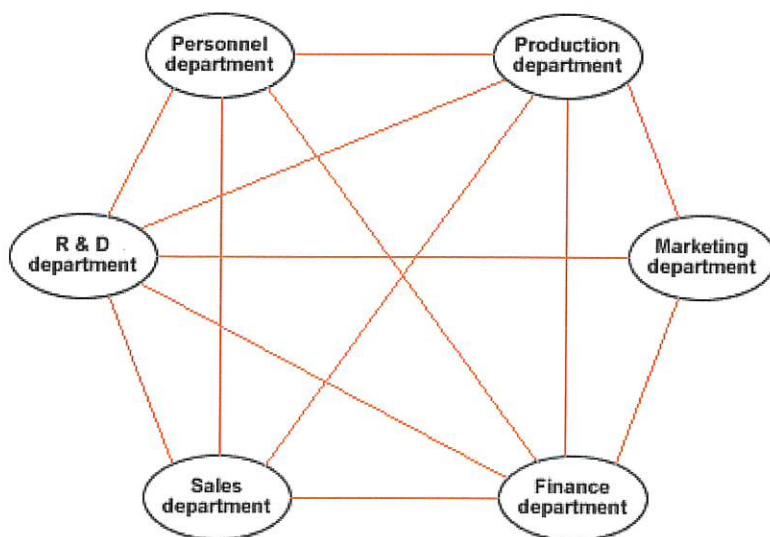 Personnel
department
Production
department
R & D
department
Marketing
department
Sales
department
Finance
department